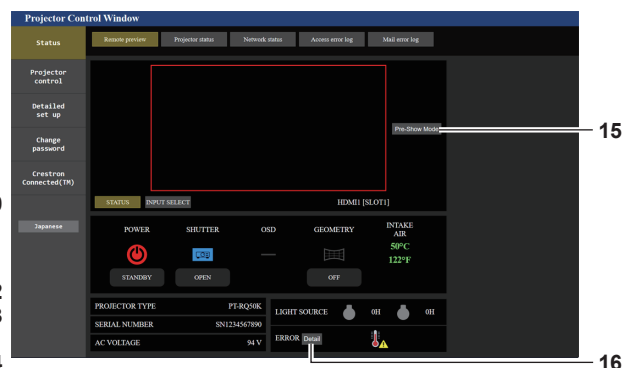 Projector Control Window
Status
Remote preview
Projector status
Network status
Access error log
Mail error log
Projector
control
Detailed
set up
Change
password
Crestron
Connected(TM)
Japanese
Pre-Show Mode
15
STATUS
INPUT SELECT
HDMI1 [SLOT1]
POWER
SHUTTER
OSD
GEOMETRY
INTAKE
AIR
50°C
122°F
STANDBY
OPEN
OFF
PROJECTOR TYPE PT-RQ50K
SERIAL NUMBER SN1234567890
AC VOLTAGE 94 V
LIGHT SOURCE 0H 0H
ERROR Detail
16